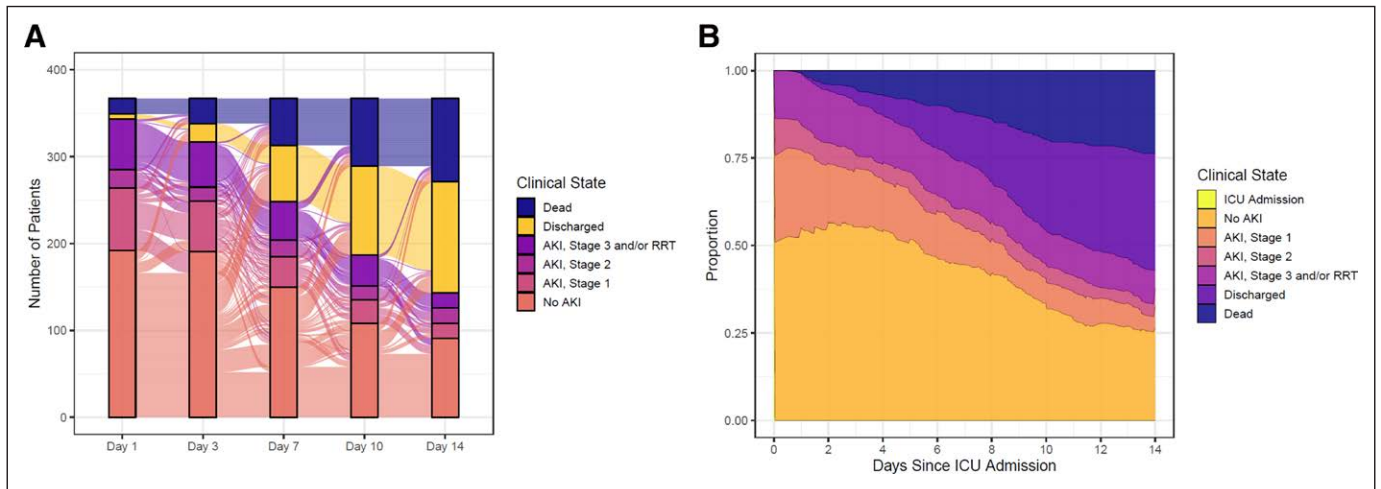 A
Number of Patients
400
300
200
100
0
Day 1 Day 3 Day 7 Day 10 Day 14
Clinical State
Dead
Discharged
AKI, Stage 3 and/or RRT
AKI, Stage 2
AKI, Stage 1
No AKI
B
Proportion
1.00
0.75
0.50
0.25
0.00
0 2 4 6 8 10 12 14
Days Since ICU Admission
Clinical State
ICU Admission
No AKI
AKI, Stage 1
AKI, Stage 2
AKI, Stage 3 and/or RRT
Discharged
Dead